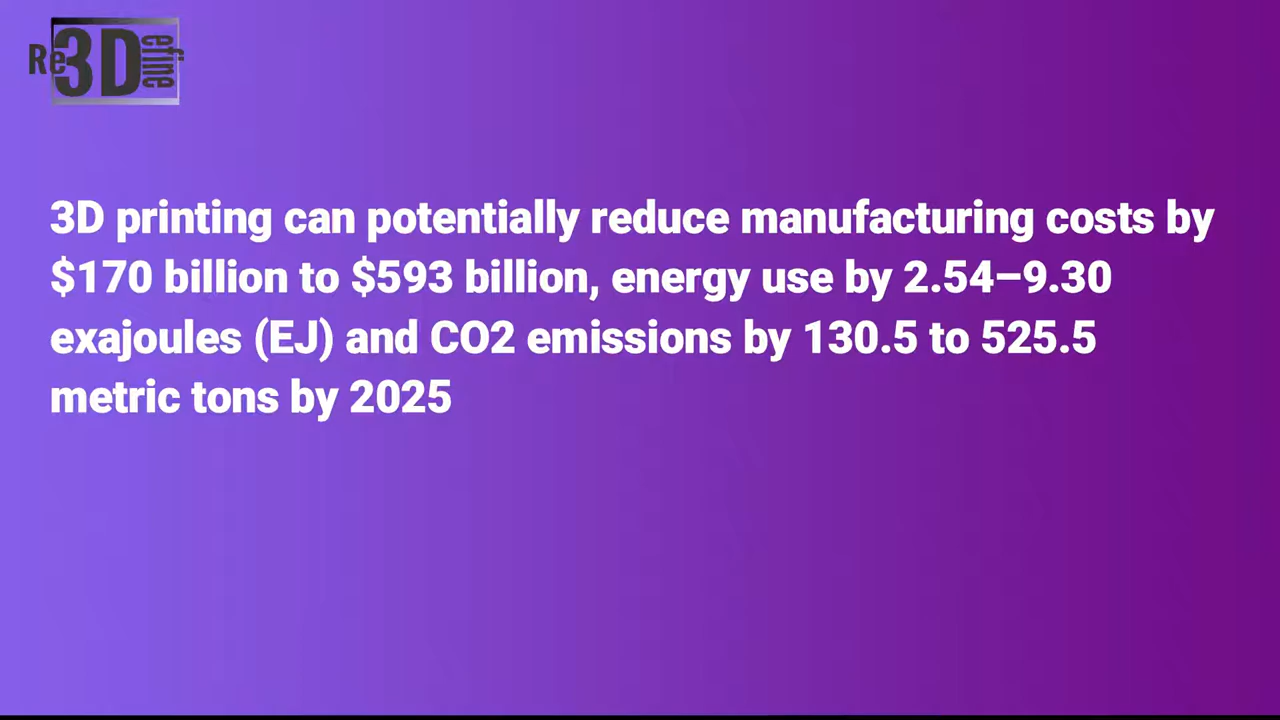 Re3Define
3D printing can potentially reduce manufacturing costs by
$170 billion to $593 billion, energy use by 2.54–9.30
exajoules (EJ) and CO2 emissions by 130.5 to 525.5
metric tons by 2025